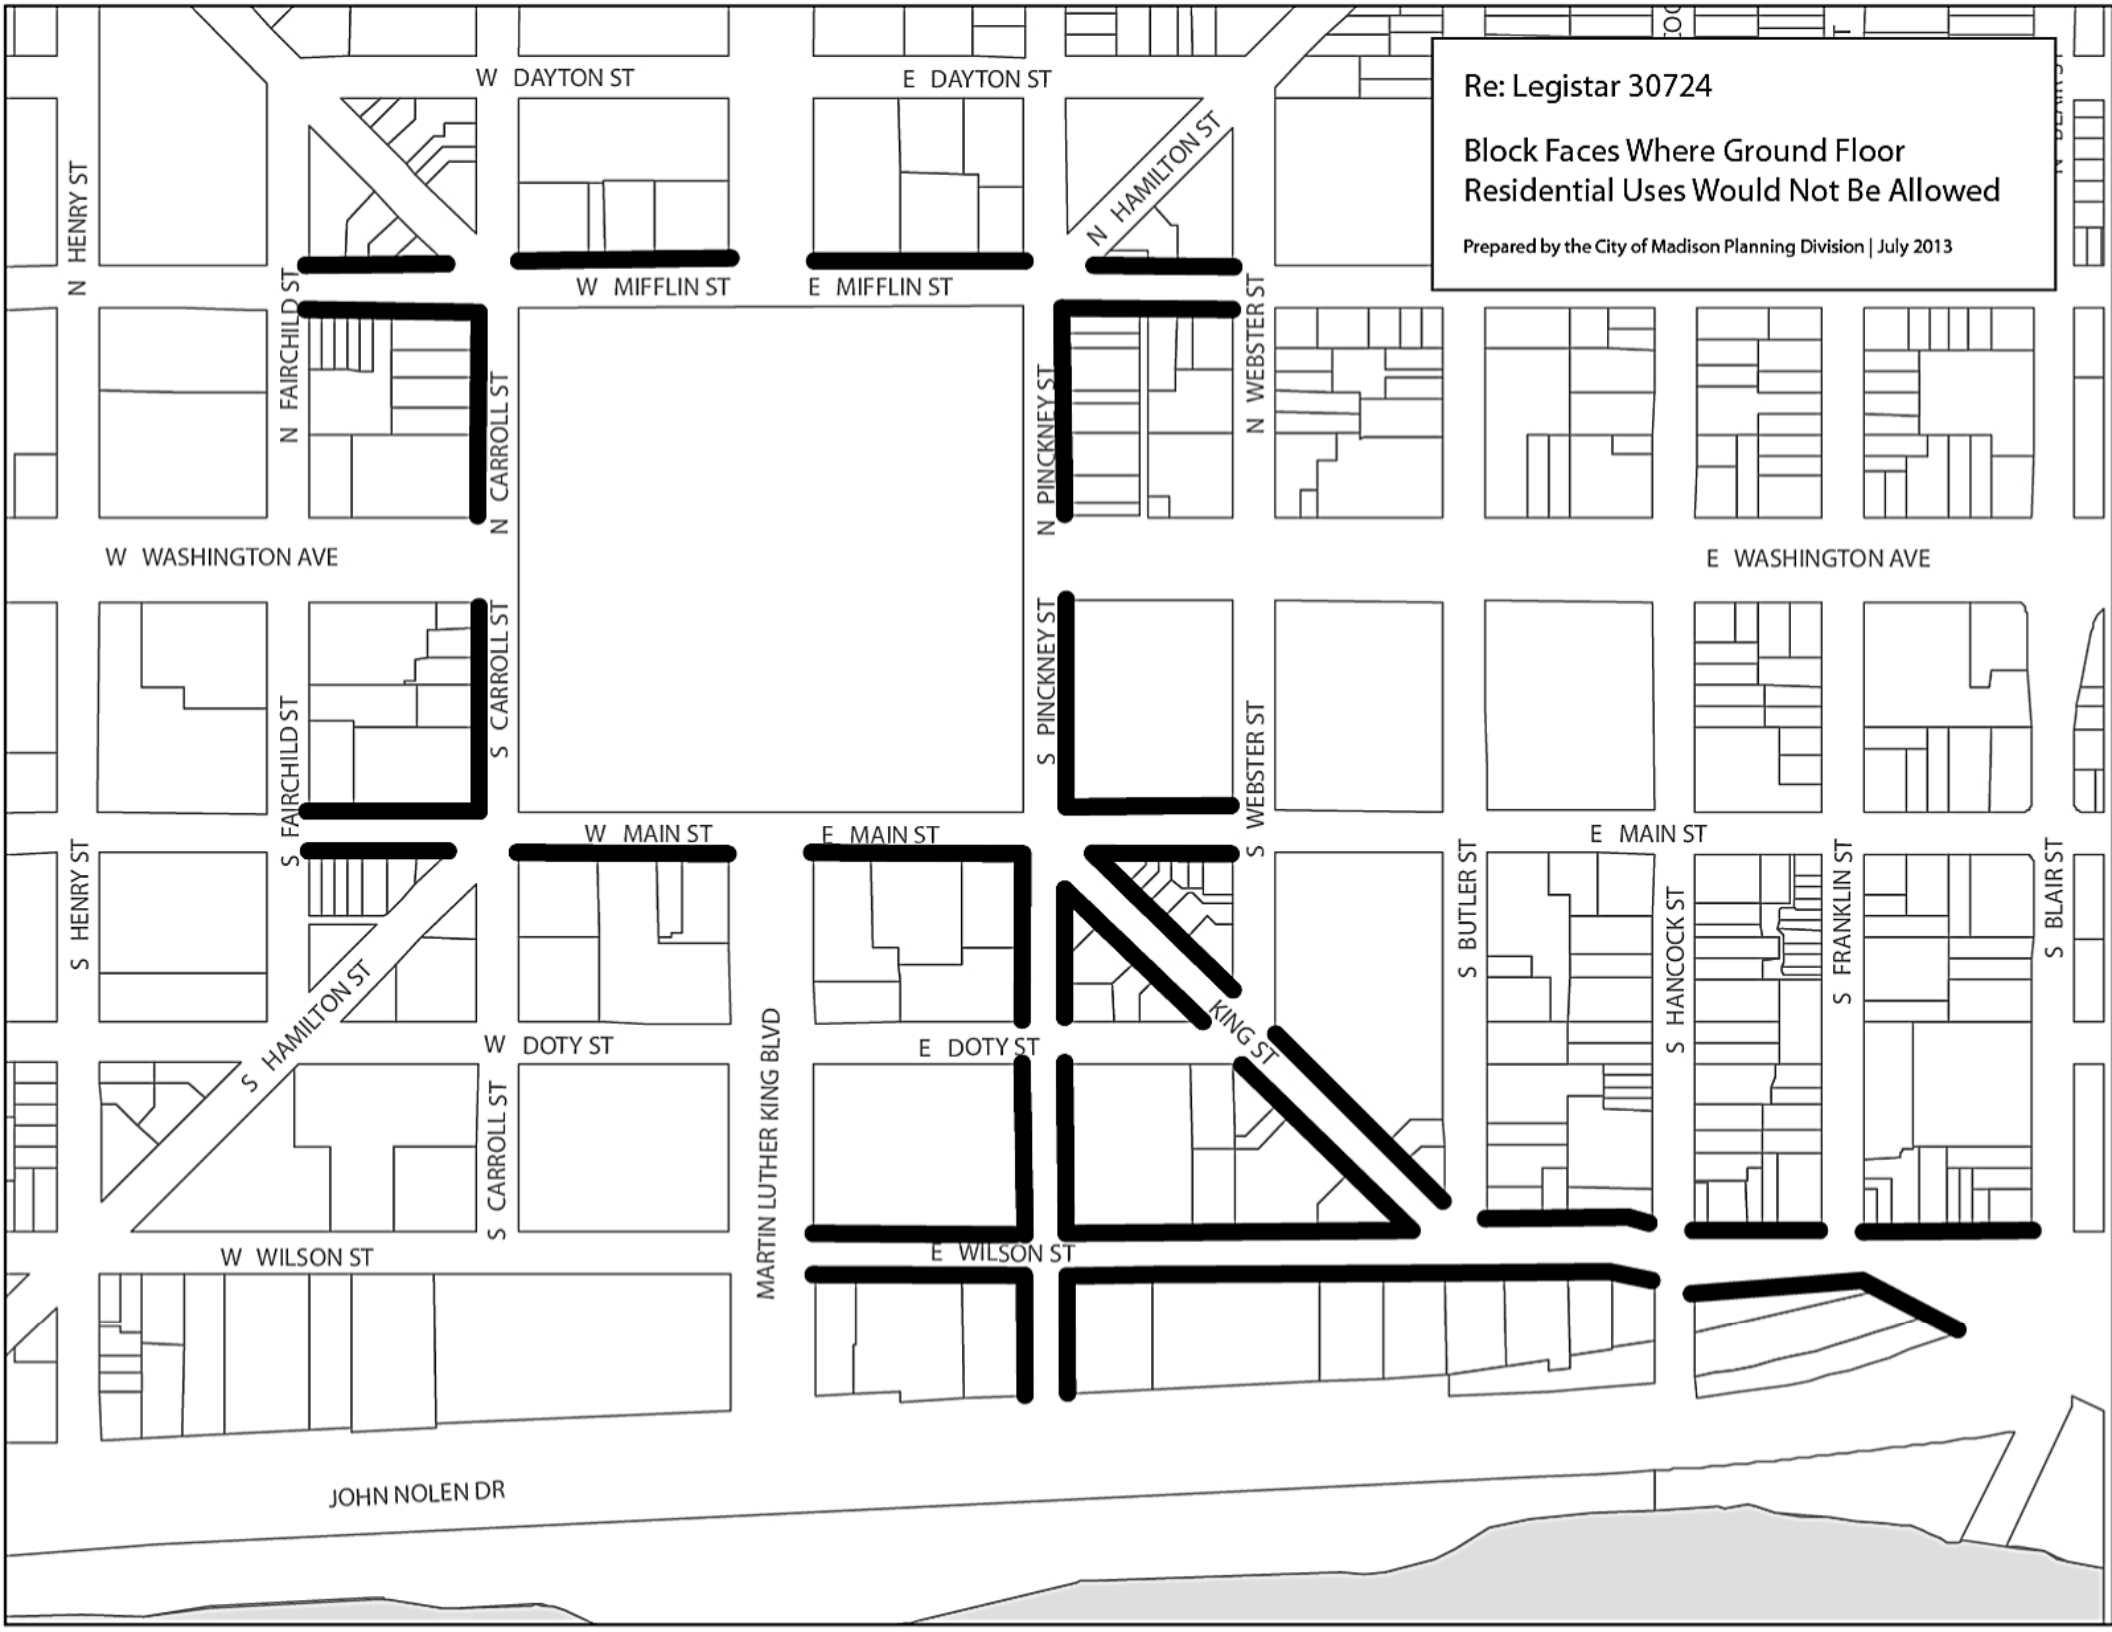 W DAYTON ST
E DAYTON ST
Re: Legistar 30724
Block Faces Where Ground Floor
Residential Uses Would Not Be Allowed
Prepared by the City of Madison Planning Division | July 2013
N HAMILTON ST
N HENRY ST
W MIFFLIN ST
E MIFFLIN ST
N FAIRCHILD ST
N CARROLL ST
N PINCKNEY ST
N WEBSTER ST
W WASHINGTON AVE
E WASHINGTON AVE
S FAIRCHILD ST
S CARROLL ST
S PINCKNEY ST
S WEBSTER ST
W MAIN ST
E MAIN ST
E MAIN ST
S HENRY ST
S HAMILTON ST
S BUTLER ST
S HANCOCK ST
S FRANKLIN ST
S BLAIR ST
KING ST
W DOTY ST
E DOTY ST
S CARROLL ST
MARTIN LUTHER KING BLVD
W WILSON ST
E WILSON ST
JOHN NOLEN DR